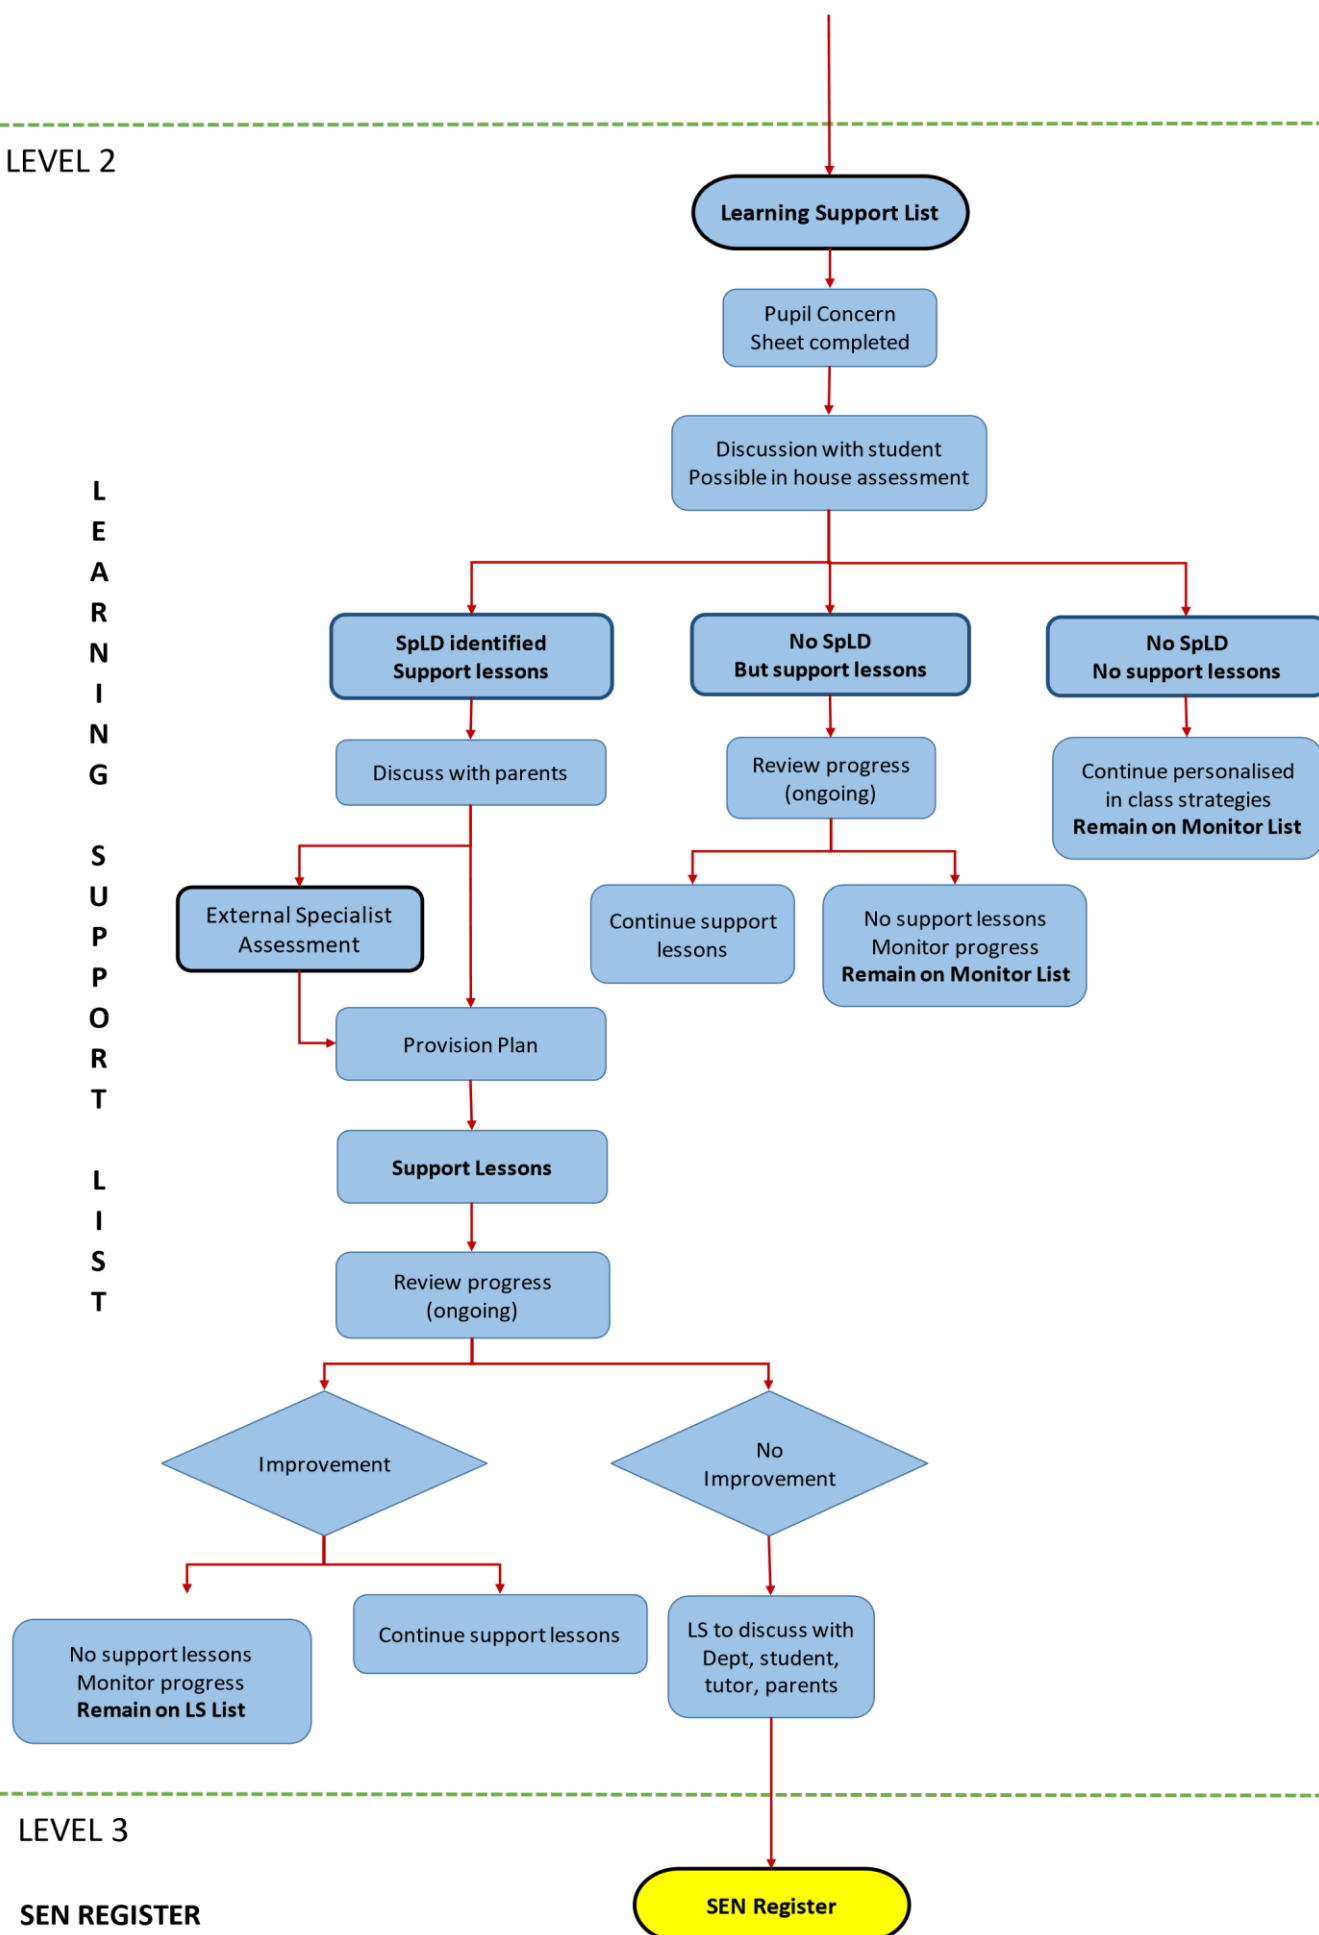 LEVEL 2
Learning Support List
Pupil Concern
Sheet completed
Discussion with student
Possible in house assessment
SpLD identified
Support lessons
No SpLD
But support lessons
No SpLD
No support lessons
Discuss with parents
Review progress
(ongoing)
Continue personalised
in class strategies
Remain on Monitor List
External Specialist
Assessment
Continue support
lessons
No support lessons
Monitor progress
Remain on Monitor List
Provision Plan
Support Lessons
Review progress
(ongoing)
Improvement
No
Improvement
No support lessons
Monitor progress
Remain on LS List
Continue support lessons
LS to discuss with
Dept, student,
tutor, parents
L
E
A
R
N
I
N
G
S
U
P
P
O
R
T
L
I
S
T
LEVEL 3
SEN REGISTER
SEN Register